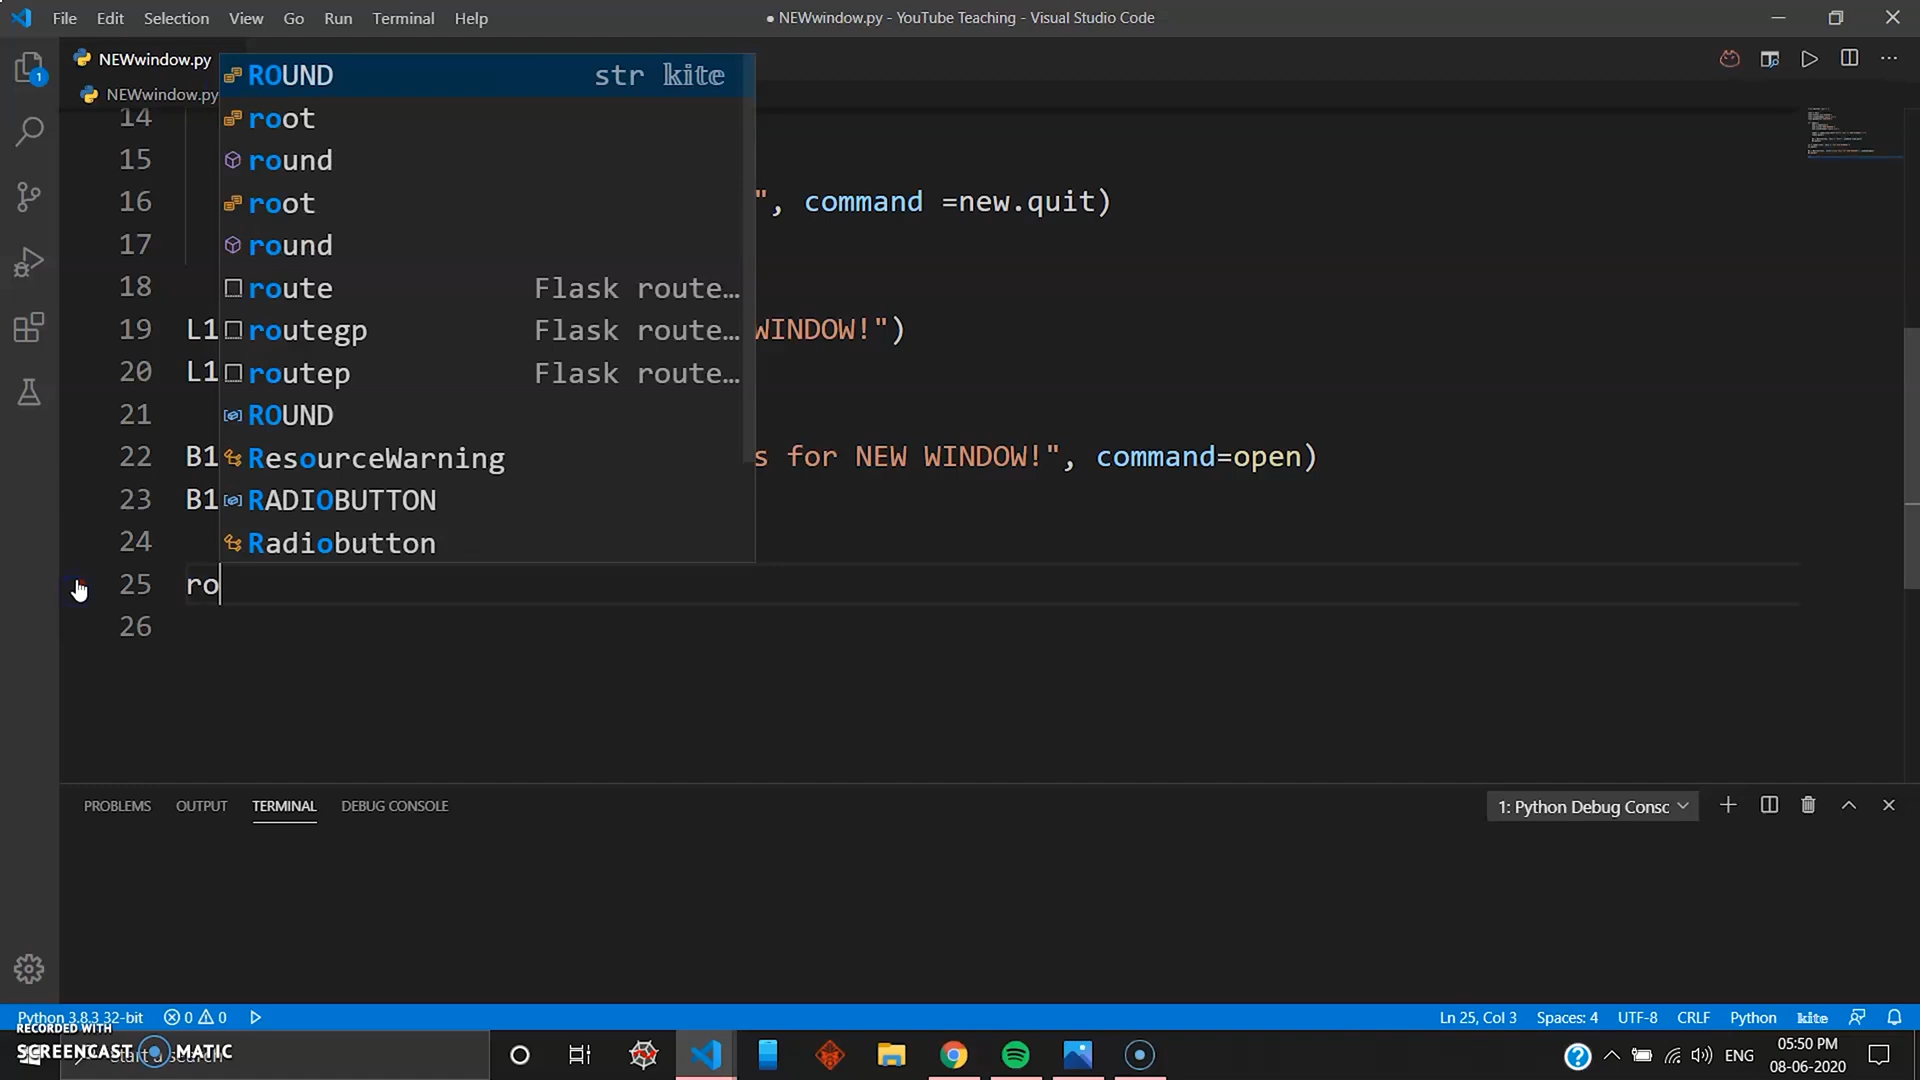 File Edit Selection View Go Run Terminal Help
● NEWwindow.py - YouTube Teaching - Visual Studio Code
NEWwindow.py
NEWwindow.py
ROUND str kite
root
round
root
round
route Flask route…
routegp Flask route…
routep Flask route…
ROUND
ResourceWarning
RADIOBUTTON
Radiobutton
14
15
16 ", command =new.quit)
17
18
19 L1 WINDOW!")
20 L1
21
22 B1 s for NEW WINDOW!", command=open)
23 B1
24
25 ro
26
1
PROBLEMS OUTPUT TERMINAL DEBUG CONSOLE
1: Python Debug Consc
Python 3.8.3 32-bit 0 0
Ln 25, Col 3 Spaces: 4 UTF-8 CRLF Python kite
RECORDED WITH
SCREENCAST MATIC
Start a search
ENG
05:50 PM
08-06-2020